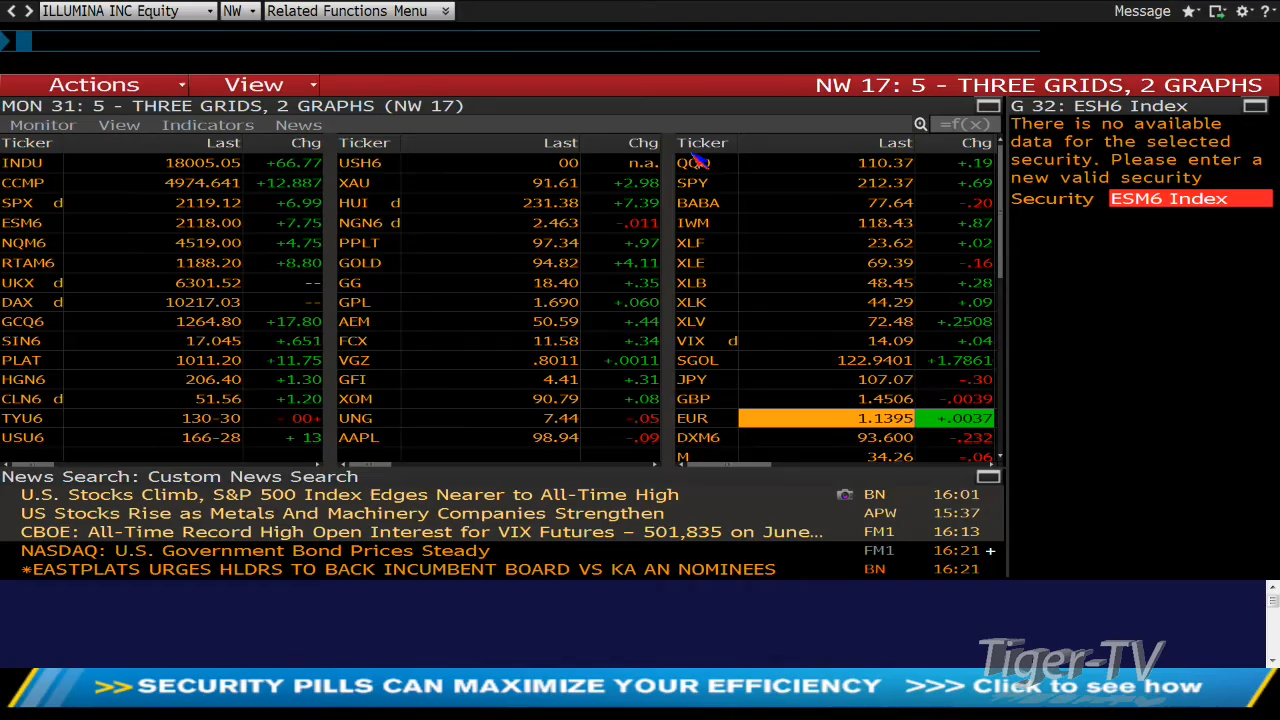 ILLUMINA INC Equity NW Related Functions Menu Message ?
Actions View NW 17: 5 - THREE GRIDS, 2 GRAPHS
MON 31: 5 - THREE GRIDS, 2 GRAPHS (NW 17)
Monitor View Indicators News =f(x)
Ticker Last Chg
INDU 18005.05 +66.77
CCMP 4974.641 +12.887
SPX d 2119.12 +6.99
ESM6 2118.00 +7.75
NQM6 4519.00 +4.75
RTAM6 1188.20 +8.80
UKX d 6301.52 --
DAX d 10217.03 --
GCQ6 1264.80 +17.80
SIN6 17.045 +.651
PLAT 1011.20 +11.75
HGN6 206.40 +1.30
CLN6 d 51.56 +1.20
TYU6 130-30 - 00+
USU6 166-28 + 13
Ticker Last Chg
USH6 00 n.a.
XAU 91.61 +2.98
HUI d 231.38 +7.39
NGN6 d 2.463 -.011
PPLT 97.34 +.97
GOLD 94.82 +4.11
GG 18.40 +.35
GPL 1.690 +.060
AEM 50.59 +.44
FCX 11.58 +.34
VGZ .8011 +.0011
GFI 4.41 +.31
XOM 90.79 +.08
UNG 7.44 -.05
AAPL 98.94 -.09
Ticker Last Chg
QQQ 110.37 +.19
SPY 212.37 +.69
BABA 77.64 -.20
IWM 118.43 +.87
XLF 23.62 +.02
XLE 69.39 -.16
XLB 48.45 +.28
XLK 44.29 +.09
XLV 72.48 +.2508
VIX d 14.09 +.04
SGOL 122.9401 +1.7861
JPY 107.07 -.30
GBP 1.4506 -.0039
EUR 1.1395 +.0037
DXM6 93.600 -.232
M 34.26 -.06
G 32: ESH6 Index
There is no available
data for the selected
security. Please enter a
new valid security
Security ESM6 Index
News Search: Custom News Search
U.S. Stocks Climb, S&P 500 Index Edges Nearer to All-Time High BN 16:01
US Stocks Rise as Metals And Machinery Companies Strengthen APW 15:37
CBOE: All-Time Record High Open Interest for VIX Futures – 501,835 on June... FM1 16:13
NASDAQ: U.S. Government Bond Prices Steady FM1 16:21 +
*EASTPLATS URGES HLDRS TO BACK INCUMBENT BOARD VS KA AN NOMINEES BN 16:21
Tiger-TV
>> SECURITY PILLS CAN MAXIMIZE YOUR EFFICIENCY >>> Click to see how